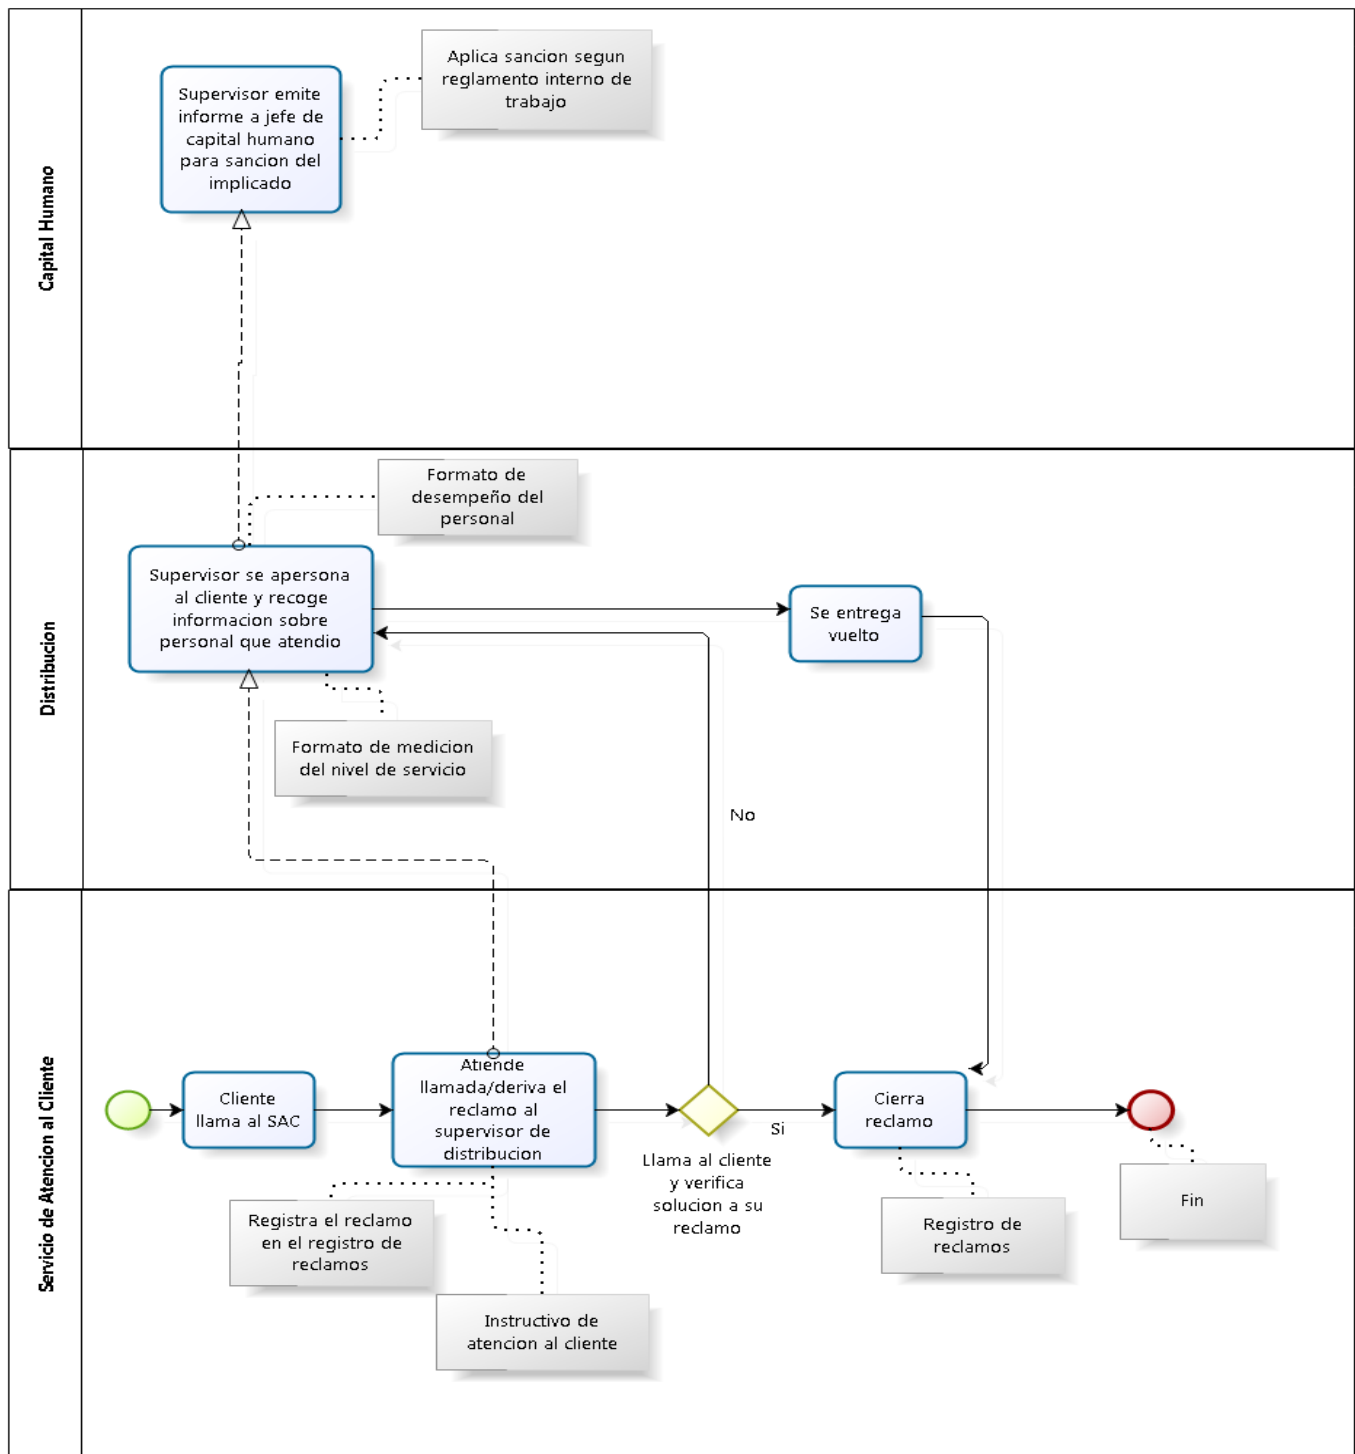 Capital Humano
Aplica sancion segun
reglamento interno de
trabajo
Supervisor emite
informe a jefe de
capital humano
para sancion del
implicado
Distribucion
Formato de
desempeño del
personal
Supervisor se apersona
al cliente y recoge
informacion sobre
personal que atendio
Se entrega
vuelto
Formato de medicion
del nivel de servicio
No
Servicio de Atencion al Cliente
Cliente
llama al SAC
Atiende
llamada/deriva el
reclamo al
supervisor de
distribucion
Si
Llama al cliente
y verifica
solucion a su
reclamo
Cierra
reclamo
Registra el reclamo
en el registro de
reclamos
Instructivo de
atencion al cliente
Registro de
reclamos
Fin